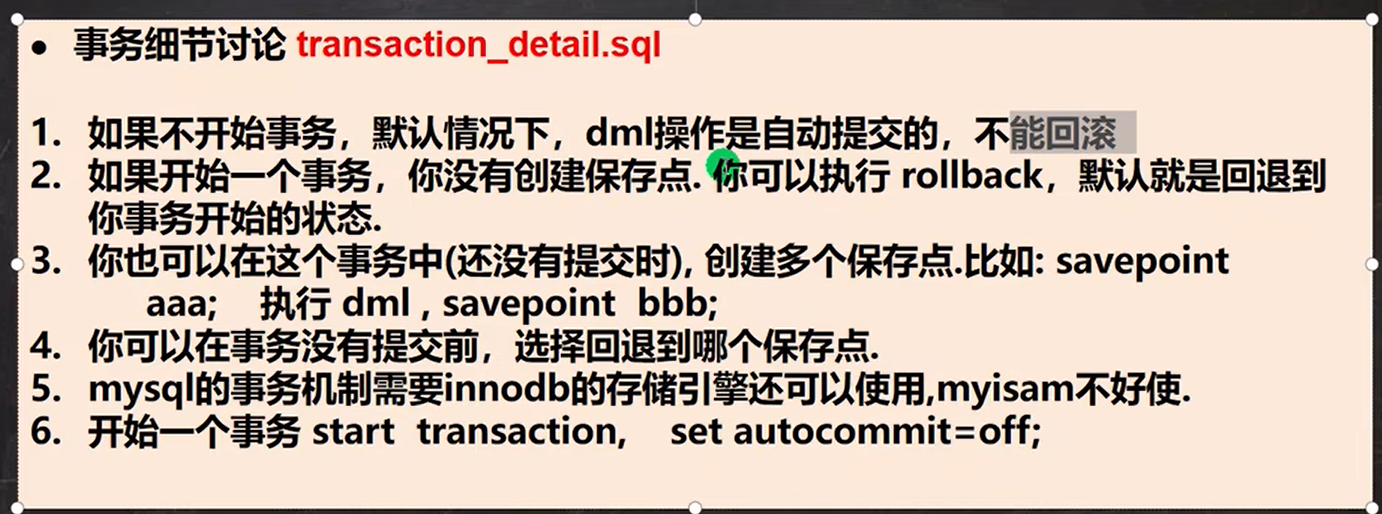 ● 事务细节讨论 transaction_detail.sql
1. 如果不开始事务，默认情况下，dml操作是自动提交的，不能回滚
2. 如果开始一个事务，你没有创建保存点. 你可以执行 rollback，默认就是回退到
你事务开始的状态.
3. 你也可以在这个事务中(还没有提交时), 创建多个保存点.比如: savepoint
aaa; 执行 dml , savepoint bbb;
4. 你可以在事务没有提交前，选择回退到哪个保存点.
5. mysql的事务机制需要innodb的存储引擎还可以使用,myisam不好使.
6. 开始一个事务 start transaction, set autocommit=off;